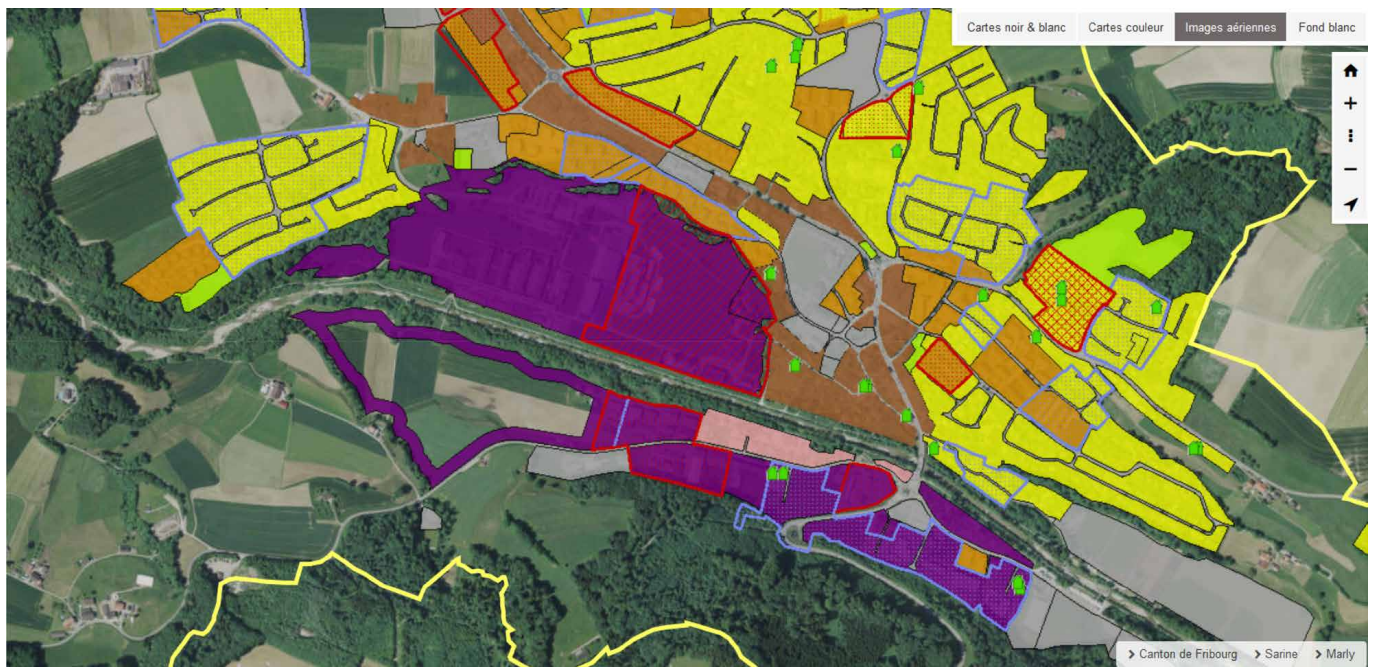 Cartes noir & blanc Cartes couleur Images aériennes Fond blanc
Canton de Fribourg Sarine Marly